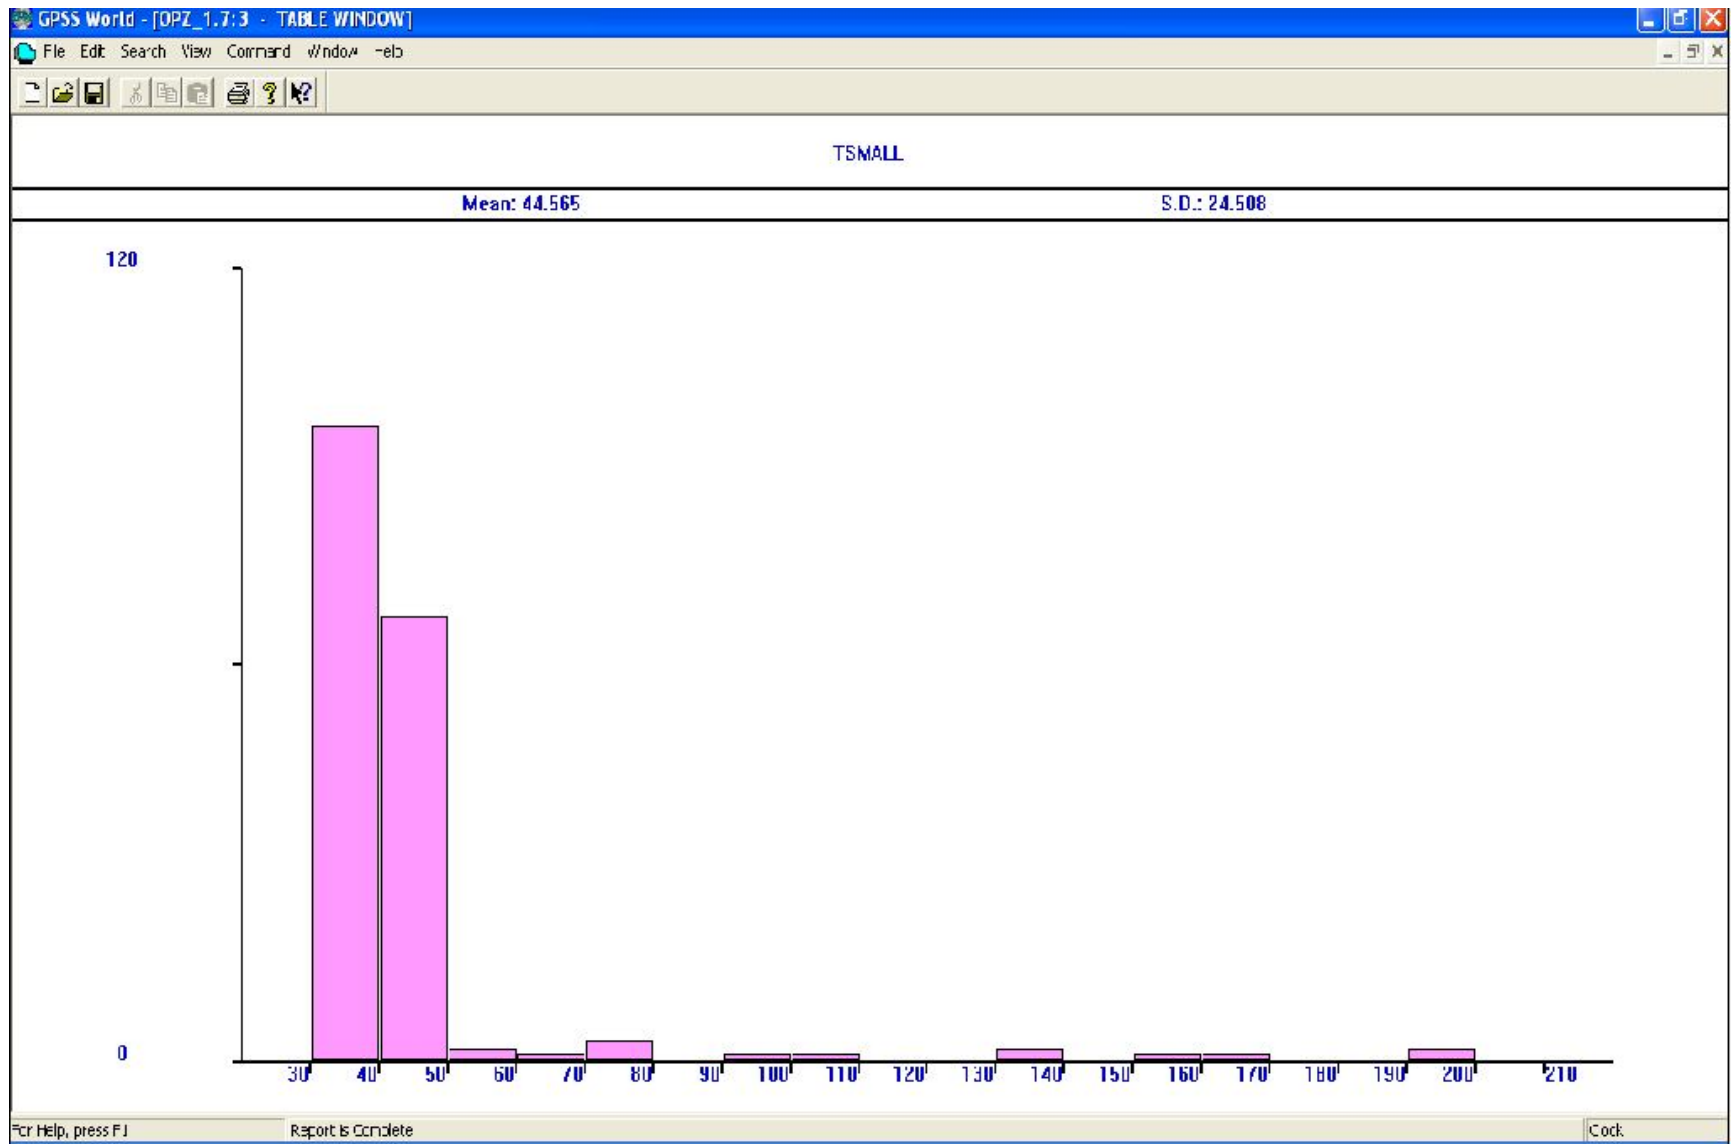 GPSS World - [OPZ_1.7:3 - TABLE WINDOW]
File Edit Search View Command Window Help
TSMALL
Mean: 44.565 S.D.: 24.508
120
0
30 40 50 60 70 80 90 100 110 120 130 140 150 160 170 180 190 200 210
For Help, press F1 Report is Complete Clock